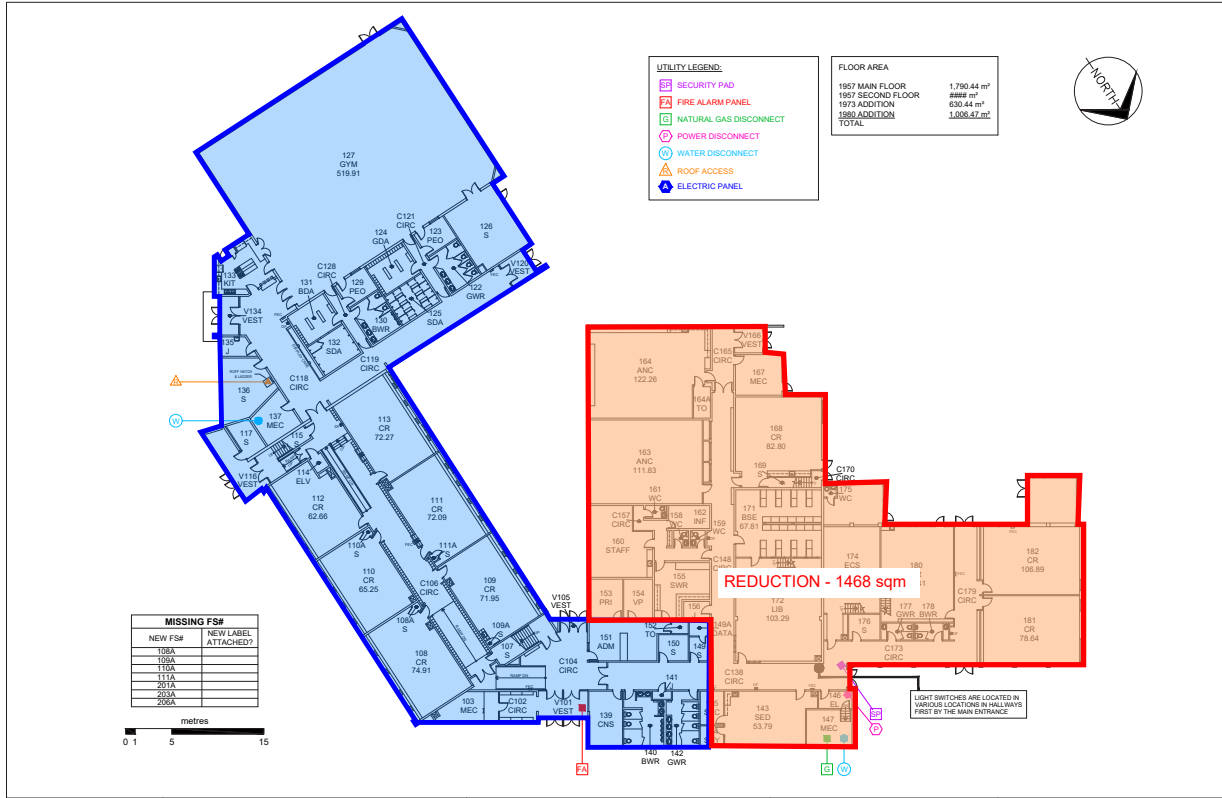 UTILITY LEGEND:
SP SECURITY PAD
FA FIRE ALARM PANEL
G NATURAL GAS DISCONNECT
P POWER DISCONNECT
W WATER DISCONNECT
R ROOF ACCESS
A ELECTRIC PANEL
FLOOR AREA
1957 MAIN FLOOR 1,790.44 m²
1957 SECOND FLOOR #### m²
1973 ADDITION 630.44 m²
1980 ADDITION 1,006.47 m²
TOTAL
NORTH
127
GYM
519.91
C121
CIRC
123
PEO
126
S
124
GDA
V120
VEST
C128
CIRC
129
PEO
131
BDA
122
GWR
125
SDA
130
BWR
132
SDA
133
KIT
V134
VEST
135
J
ROFF HATCH
& LADDER
C119
CIRC
C118
CIRC
136
S
137
MEC
R
W
117
S
115
S
V116
VEST
114
ELV
113
CR
72.27
112
CR
62.66
111
CR
72.09
110A
S
111A
S
110
CR
65.25
C106
CIRC
109
CR
71.95
108A
S
109A
S
108
CR
74.91
107
S
RAMP DN
103
MEC
C102
CIRC
V101
VEST
C104
CIRC
V105
VEST
FA
151
ADM
152
TO
150
S
149
S
141
139
CNS
140
BWR
142
GWR
164
ANC
122.26
C165
CIRC
V166
VEST
167
MEC
164A
TO
168
CR
82.80
163
ANC
111.63
169
S
C170
CIRC
175
WC
161
WC
171
BSE
67.81
C157
CIRC
158
WC
162
INF
159
WC
160
STAFF
C148
CIRC
155
SWR
153
PRI
154
VP
156
REDUCTION - 1468 sqm
172
LIB
103.29
149A
DATA
174
ECS
180
177
GWR
178
BWR
176
S
C179
CIRC
182
CR
106.89
181
CR
78.64
C173
CIRC
C138
CIRC
143
SED
53.79
146
EL
147
MEC
SP
P
G
W
LIGHT SWITCHES ARE LOCATED IN
VARIOUS LOCATIONS IN HALLWAYS
FIRST BY THE MAIN ENTRANCE
MISSING FS#
NEW FS# NEW LABEL
ATTACHED?
108A
109A
110A
111A
201A
203A
206A
metres
0 1 5 15